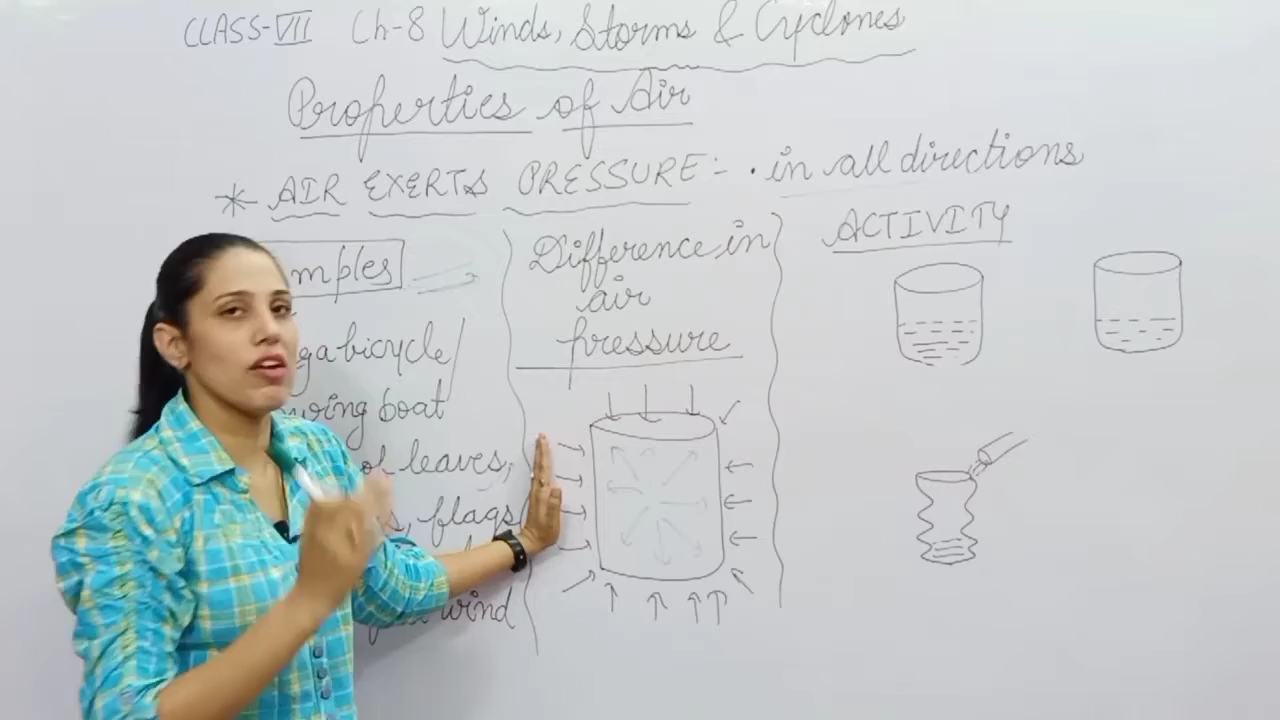 CLASS-VII Ch-8 Winds, Storms & Cyclones
Properties of Air
* AIR EXERTS PRESSURE:- • in all directions
mples
Difference in
air
pressure
ACTIVITY
g a bicycle
wing boat
of leaves,
s, flags
wind